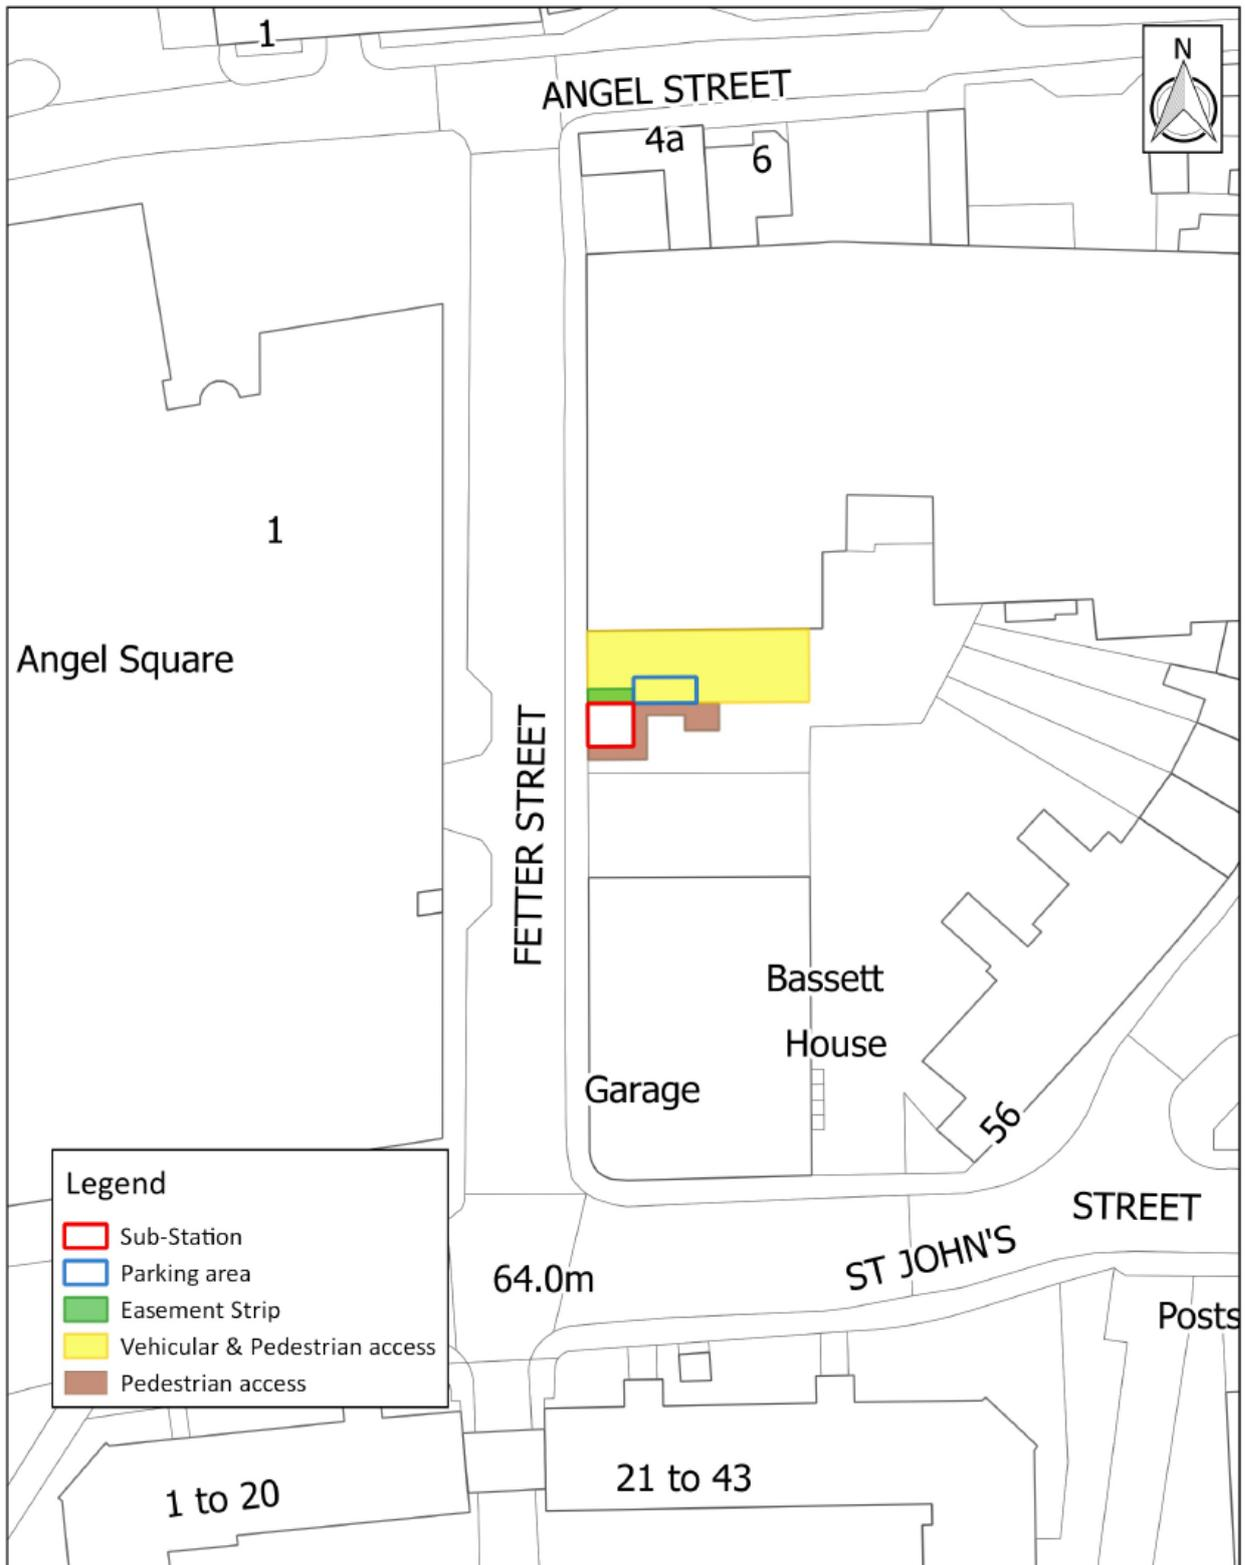 1
N
ANGEL STREET
4a
6
1
Angel Square
FETTER STREET
Bassett
House
Garage
56
Legend
Sub-Station
Parking area
Easement Strip
Vehicular & Pedestrian access
Pedestrian access
STREET
ST JOHN'S
64.0m
Posts
1 to 20
21 to 43